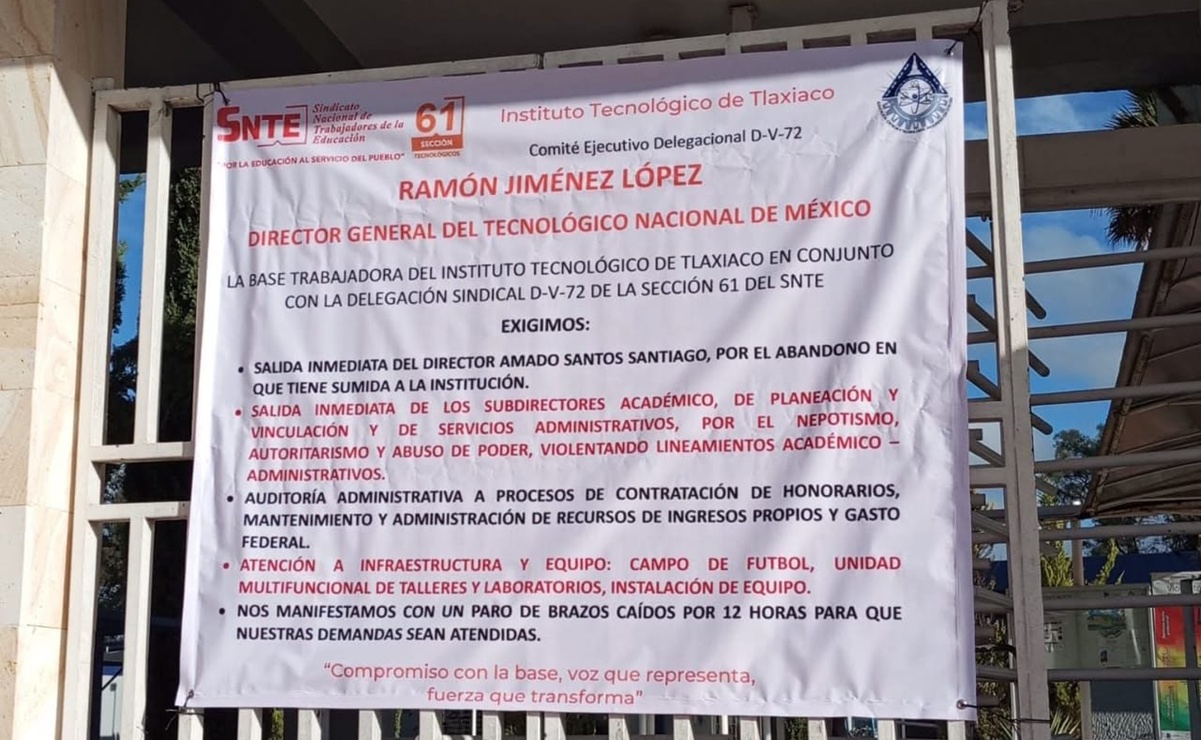 SNTE
Sindicato
Nacional de
Trabajadores de la
Educación
"POR LA EDUCACIÓN AL SERVICIO DEL PUEBLO"
61
SECCIÓN
TECNOLÓGICOS
Instituto Tecnológico de Tlaxiaco
Comité Ejecutivo Delegacional D-V-72
RAMÓN JIMÉNEZ LÓPEZ
DIRECTOR GENERAL DEL TECNOLÓGICO NACIONAL DE MÉXICO
LA BASE TRABAJADORA DEL INSTITUTO TECNOLÓGICO DE TLAXIACO EN CONJUNTO
CON LA DELEGACIÓN SINDICAL D-V-72 DE LA SECCIÓN 61 DEL SNTE
EXIGIMOS:
• SALIDA INMEDIATA DEL DIRECTOR AMADO SANTOS SANTIAGO, POR EL ABANDONO EN
QUE TIENE SUMIDA A LA INSTITUCIÓN.
• SALIDA INMEDIATA DE LOS SUBDIRECTORES ACADÉMICO, DE PLANEACIÓN Y
VINCULACIÓN Y DE SERVICIOS ADMINISTRATIVOS, POR EL NEPOTISMO,
AUTORITARISMO Y ABUSO DE PODER, VIOLENTANDO LINEAMIENTOS ACADÉMICO –
ADMINISTRATIVOS.
• AUDITORÍA ADMINISTRATIVA A PROCESOS DE CONTRATACIÓN DE HONORARIOS,
MANTENIMIENTO Y ADMINISTRACIÓN DE RECURSOS DE INGRESOS PROPIOS Y GASTO
FEDERAL.
• ATENCIÓN A INFRAESTRUCTURA Y EQUIPO: CAMPO DE FUTBOL, UNIDAD
MULTIFUNCIONAL DE TALLERES Y LABORATORIOS, INSTALACIÓN DE EQUIPO.
• NOS MANIFESTAMOS CON UN PARO DE BRAZOS CAÍDOS POR 12 HORAS PARA QUE
NUESTRAS DEMANDAS SEAN ATENDIDAS.
"Compromiso con la base, voz que representa,
fuerza que transforma"